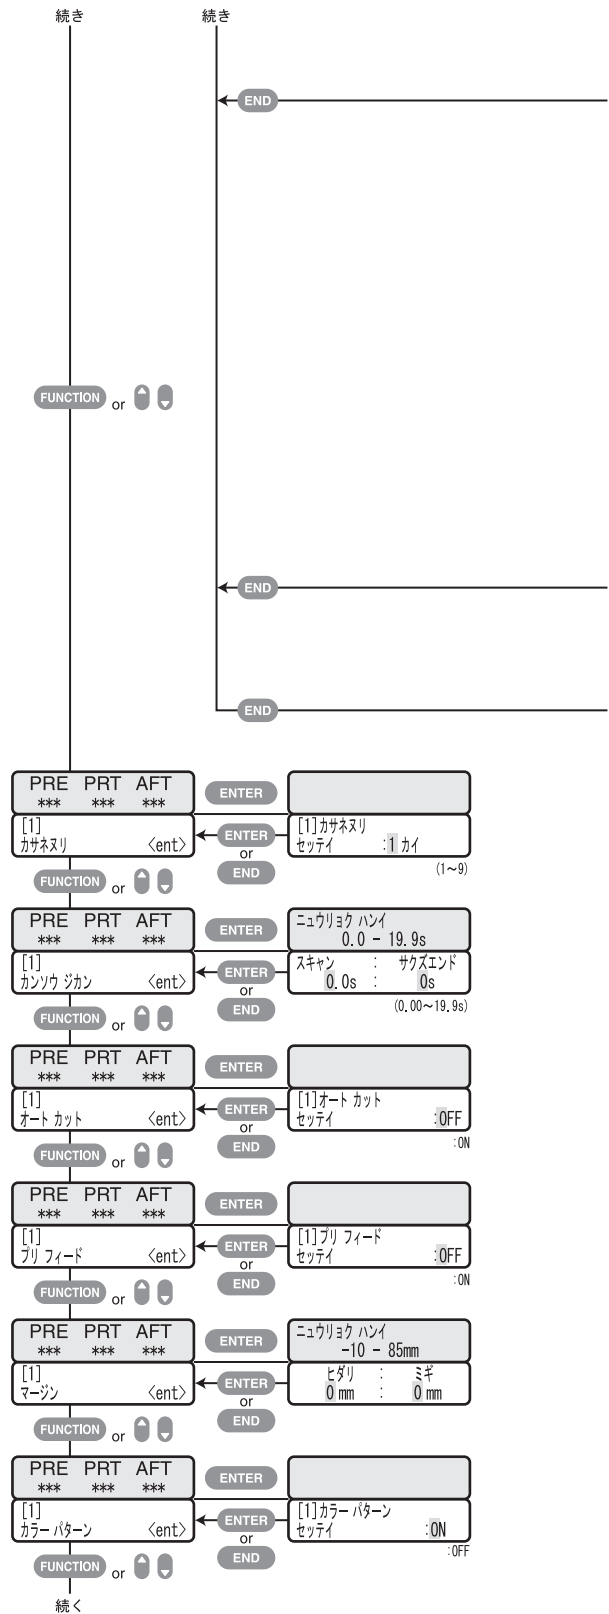 続き 続き
END
FUNCTION or
END
END
PRE PRT AFT
*** *** ***
ENTER
[1]
カサネヌリ <ent>
ENTER
or
END
[1]カサネヌリ
セッテイ :1 カイ
(1～9)
FUNCTION or
PRE PRT AFT
*** *** ***
ENTER
ニュウリョク ハンイ
0.0 - 19.9s
[1]
カンソウ ジカン <ent>
ENTER
or
END
スキャン : サクズエンド
0.0s : 0s
(0.00～19.9s)
FUNCTION or
PRE PRT AFT
*** *** ***
ENTER
[1]
オート カット <ent>
ENTER
or
END
[1]オート カット
セッテイ :OFF
:ON
FUNCTION or
PRE PRT AFT
*** *** ***
ENTER
[1]
プリ フィード <ent>
ENTER
or
END
[1]プリ フィード
セッテイ :OFF
:ON
FUNCTION or
PRE PRT AFT
*** *** ***
ENTER
ニュウリョク ハンイ
-10 - 85mm
[1]
マージン <ent>
ENTER
or
END
ヒダリ : ミギ
0 mm : 0 mm
FUNCTION or
PRE PRT AFT
*** *** ***
ENTER
[1]
カラー パターン <ent>
ENTER
or
END
[1]カラー パターン
セッテイ :ON
:OFF
FUNCTION or
続く